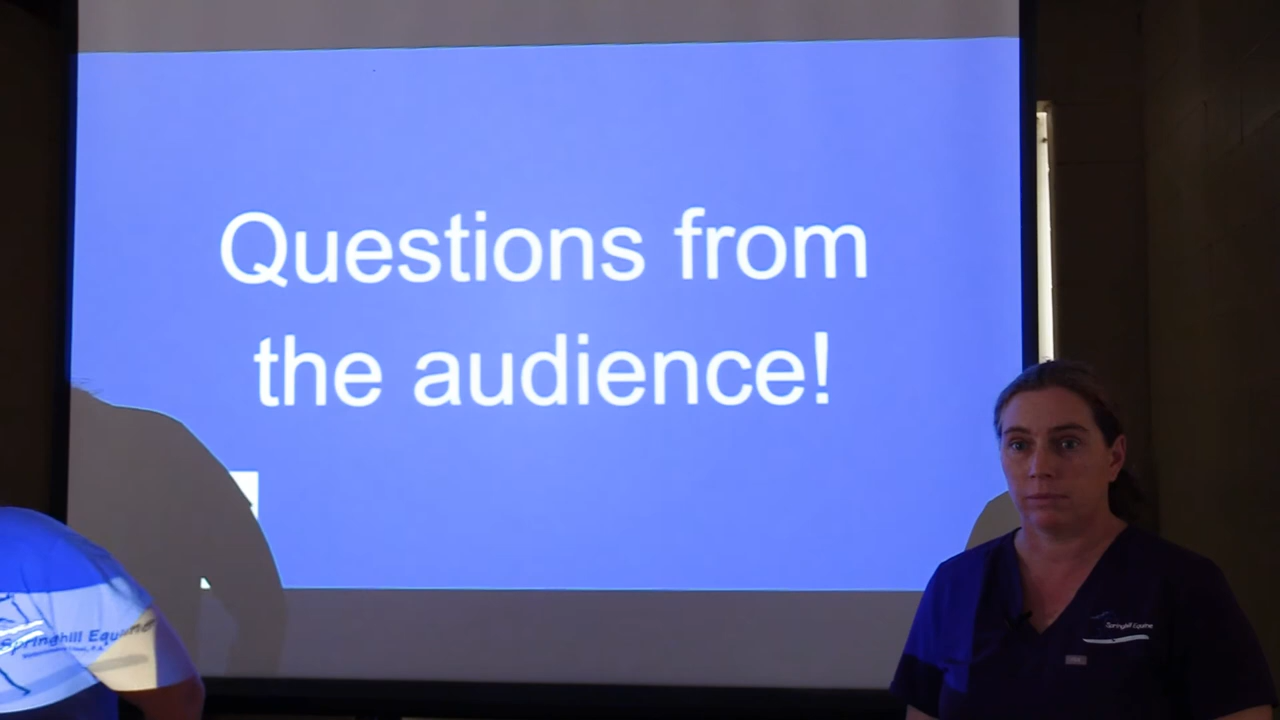 Questions from
the audience!
Springhill Equine
Springhill Equine